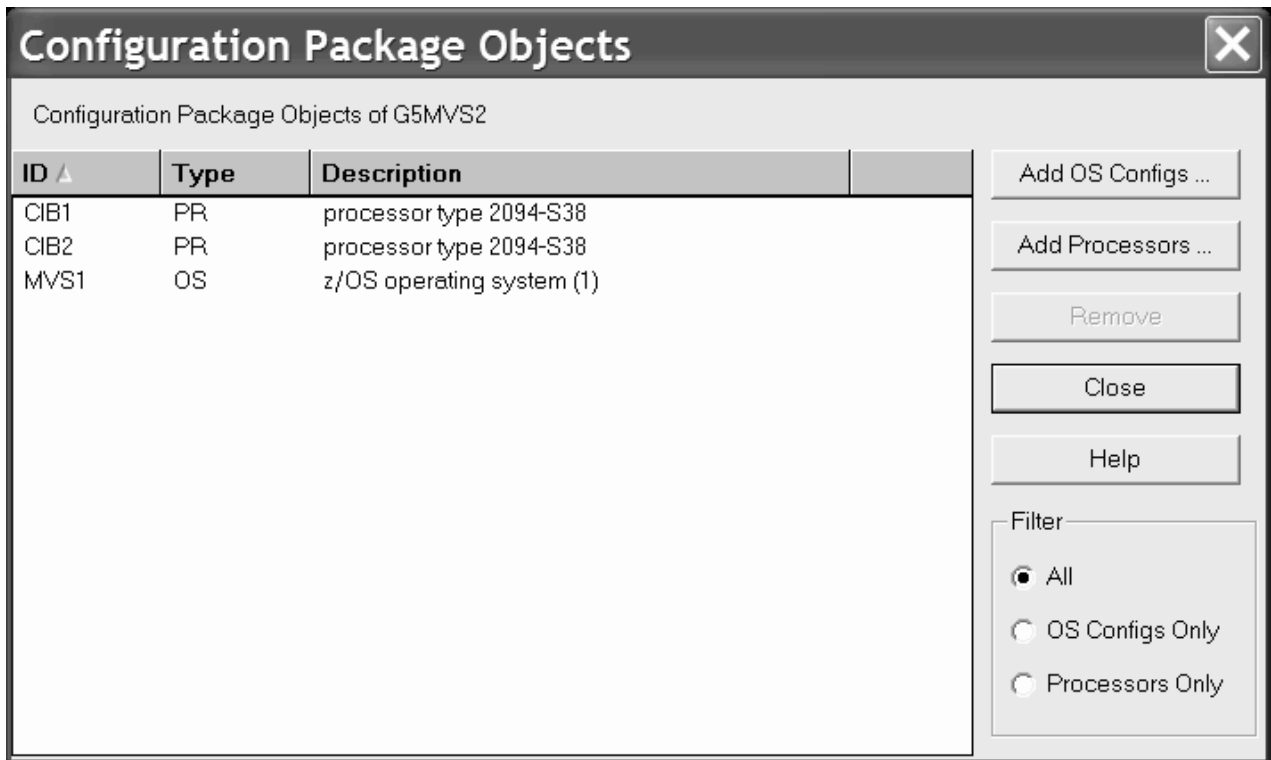 Configuration Package Objects
Configuration Package Objects of G5MVS2
ID Type Description
CIB1 PR processor type 2094-S38
CIB2 PR processor type 2094-S38
MVS1 OS z/OS operating system (1)
Add OS Configs ...
Add Processors ...
Remove
Close
Help
Filter
All
OS Configs Only
Processors Only